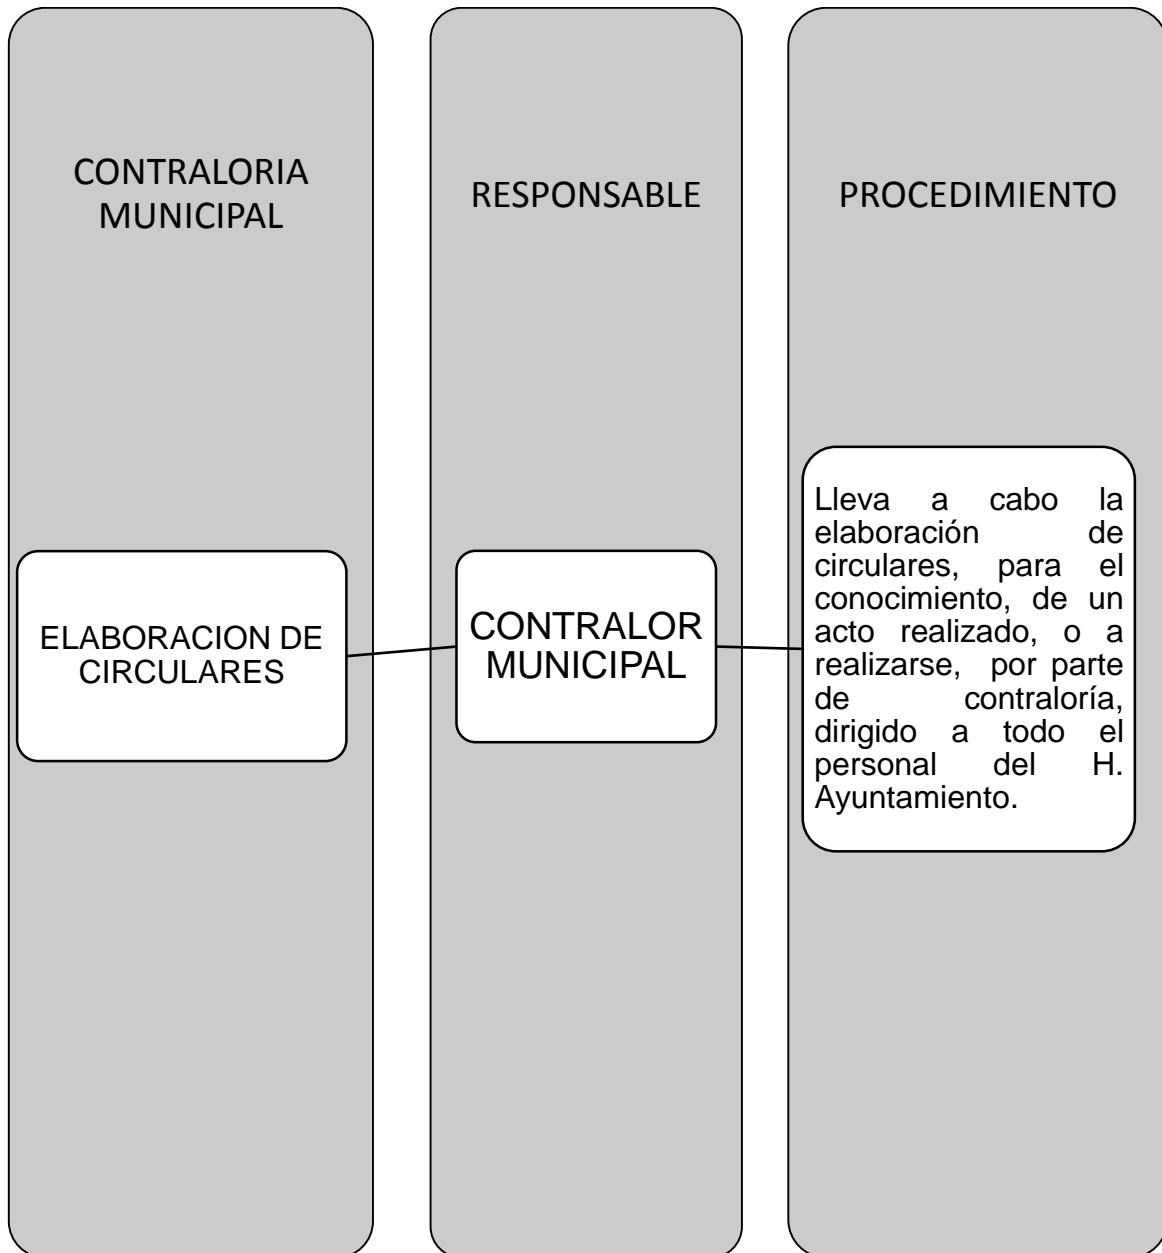 CONTRALORIA
MUNICIPAL
RESPONSABLE
PROCEDIMIENTO
ELABORACION DE
CIRCULARES
CONTRALOR
MUNICIPAL
Lleva a cabo la
elaboración de
circulares, para el
conocimiento, de un
acto realizado, o a
realizarse, por parte
de contraloría,
dirigido a todo el
personal del H.
Ayuntamiento.